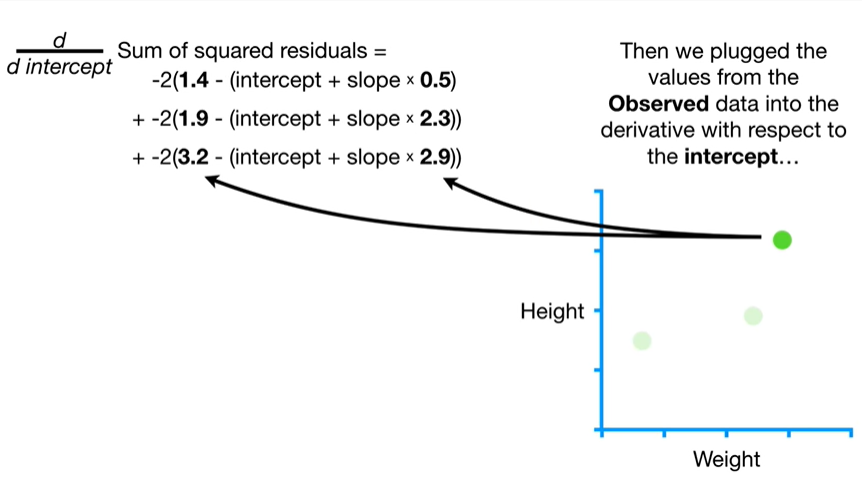 d
d intercept
Sum of squared residuals =
-2(1.4 - (intercept + slope × 0.5)
+ -2(1.9 - (intercept + slope × 2.3))
+ -2(3.2 - (intercept + slope × 2.9))
Then we plugged the
values from the
Observed data into the
derivative with respect to
the intercept…
Height
Weight